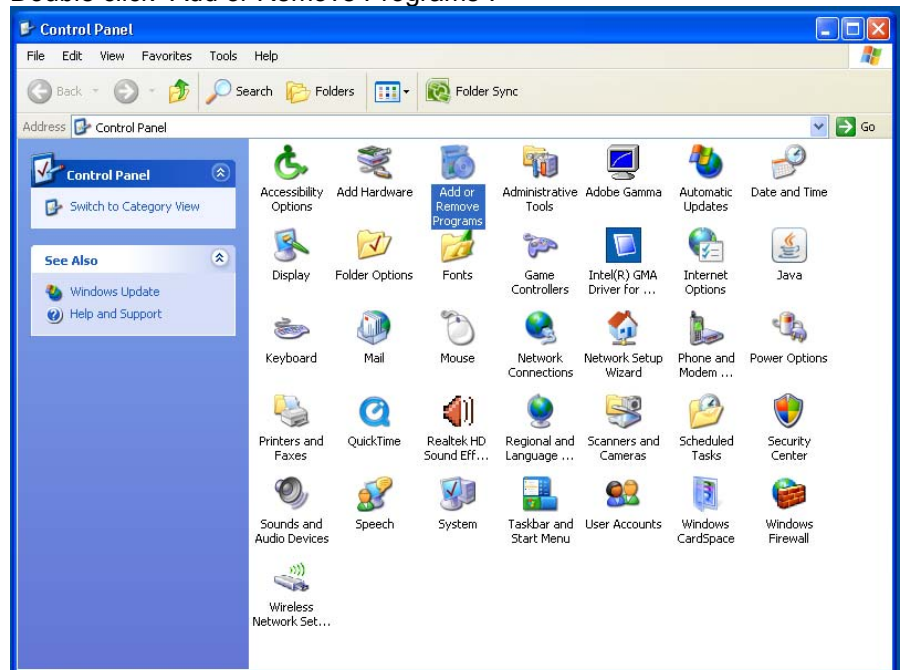 Double click "Add or Remove Programs".
Control Panel
File Edit View Favorites Tools Help
Back Search Folders Folder Sync
Address Control Panel Go
Control Panel
Switch to Category View
See Also
Windows Update
Help and Support
Accessibility Options
Add Hardware
Add or Remove Programs
Administrative Tools
Adobe Gamma
Automatic Updates
Date and Time
Display
Folder Options
Fonts
Game Controllers
Intel(R) GMA Driver for ...
Internet Options
Java
Keyboard
Mail
Mouse
Network Connections
Network Setup Wizard
Phone and Modem ...
Power Options
Printers and Faxes
QuickTime
Realtek HD Sound Eff...
Regional and Language ...
Scanners and Cameras
Scheduled Tasks
Security Center
Sounds and Audio Devices
Speech
System
Taskbar and Start Menu
User Accounts
Windows CardSpace
Windows Firewall
Wireless Network Set...